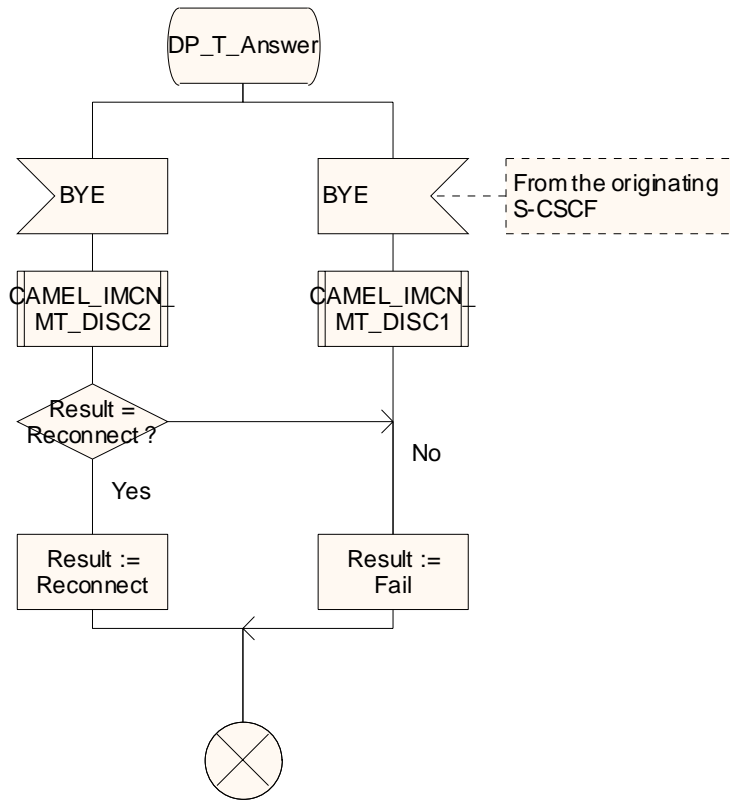 DP_T_Answer
BYE
BYE
From the originating
S-CSCF
CAMEL_IMCN_
MT_DISC2
CAMEL_IMCN_
MT_DISC1
Result =
Reconnect ?
No
Yes
Result :=
Reconnect
Result :=
Fail